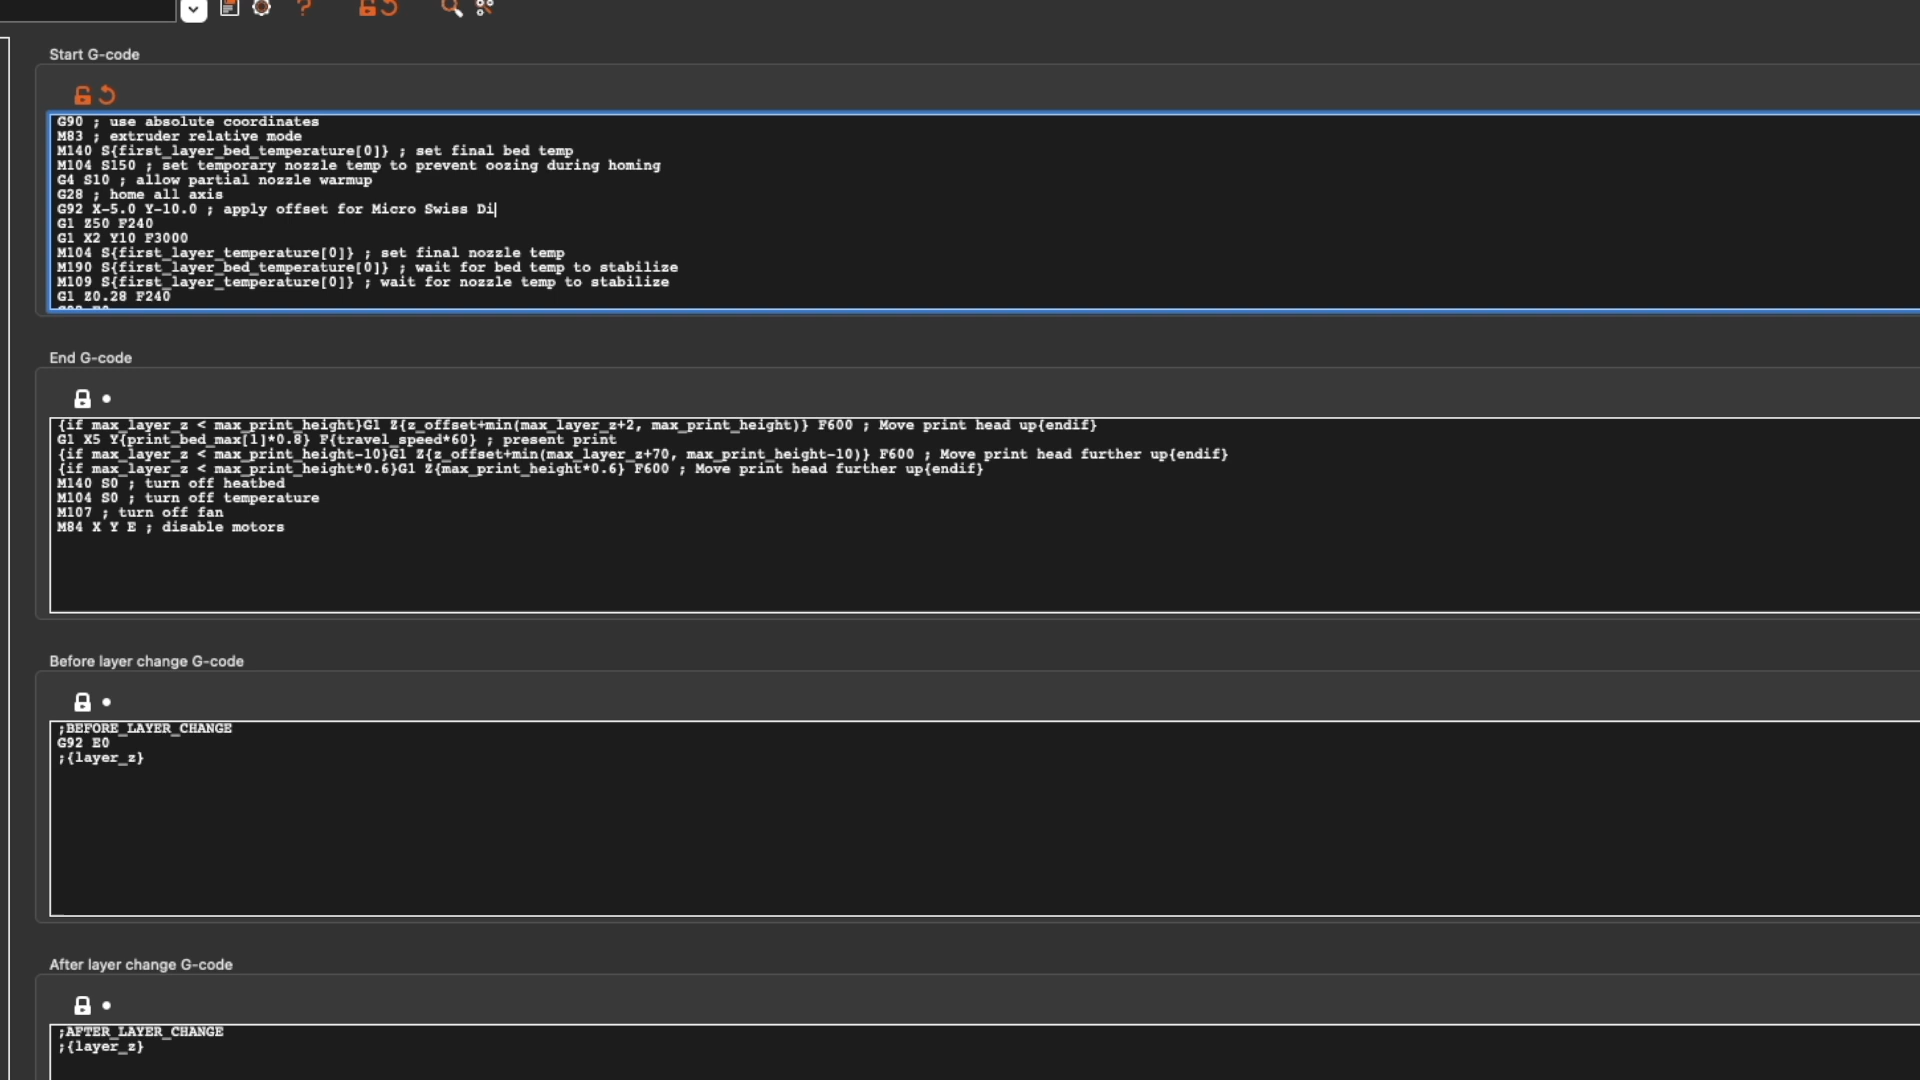 Start G-code
G90 ; use absolute coordinates
M83 ; extruder relative mode
M140 S{first_layer_bed_temperature[0]} ; set final bed temp
M104 S150 ; set temporary nozzle temp to prevent oozing during homing
G4 S10 ; allow partial nozzle warmup
G28 ; home all axis
G92 X-5.0 Y-10.0 ; apply offset for Micro Swiss Di
G1 Z50 F240
G1 X2 Y10 F3000
M104 S{first_layer_temperature[0]} ; set final nozzle temp
M190 S{first_layer_bed_temperature[0]} ; wait for bed temp to stabilize
M109 S{first_layer_temperature[0]} ; wait for nozzle temp to stabilize
G1 Z0.28 F240
End G-code
{if max_layer_z < max_print_height}G1 Z{z_offset+min(max_layer_z+2, max_print_height)} F600 ; Move print head up{endif}
G1 X5 Y{print_bed_max[1]*0.8} F{travel_speed*60} ; present print
{if max_layer_z < max_print_height-10}G1 Z{z_offset+min(max_layer_z+70, max_print_height-10)} F600 ; Move print head further up{endif}
{if max_layer_z < max_print_height*0.6}G1 Z{max_print_height*0.6} F600 ; Move print head further up{endif}
M140 S0 ; turn off heatbed
M104 S0 ; turn off temperature
M107 ; turn off fan
M84 X Y E ; disable motors
Before layer change G-code
;BEFORE_LAYER_CHANGE
G92 E0
;{layer_z}
After layer change G-code
;AFTER_LAYER_CHANGE
;{layer_z}